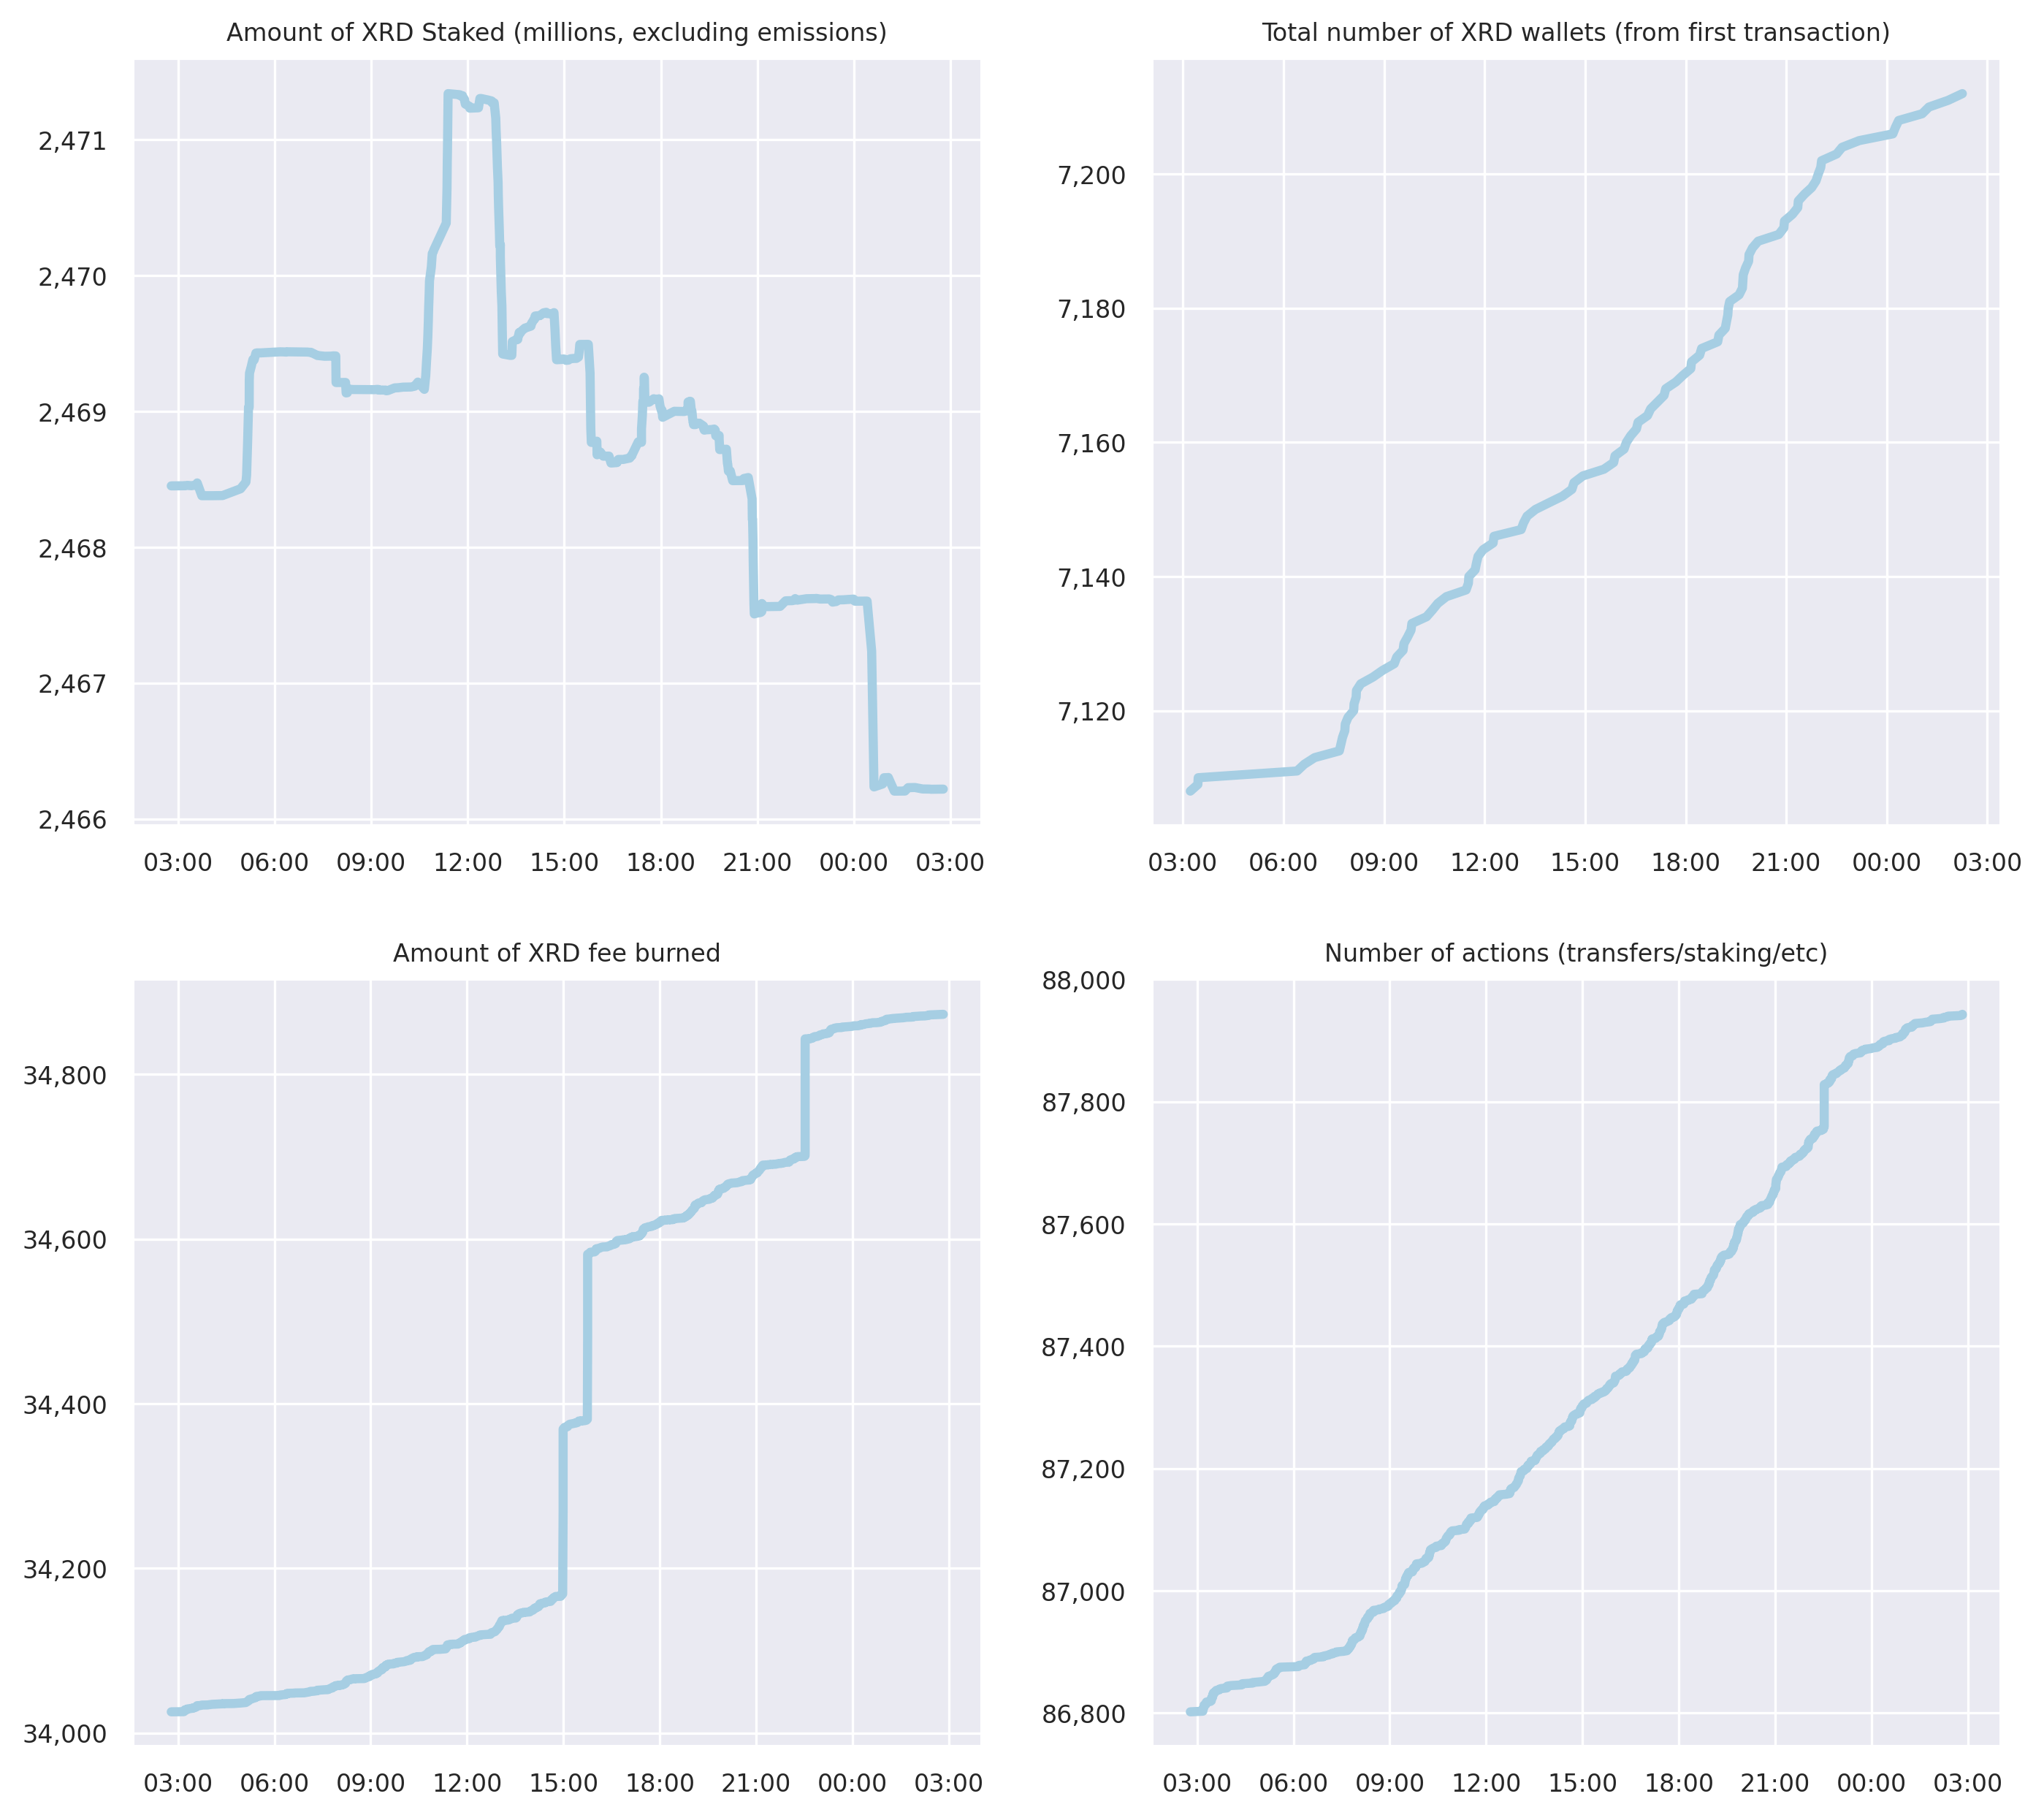 Amount of XRD Staked (millions, excluding emissions)
2,471
2,470
2,469
2,468
2,467
2,466
03:00 06:00 09:00 12:00 15:00 18:00 21:00 00:00 03:00
Total number of XRD wallets (from first transaction)
7,200
7,180
7,160
7,140
7,120
03:00 06:00 09:00 12:00 15:00 18:00 21:00 00:00 03:00
Amount of XRD fee burned
34,800
34,600
34,400
34,200
34,000
03:00 06:00 09:00 12:00 15:00 18:00 21:00 00:00 03:00
Number of actions (transfers/staking/etc)
88,000
87,800
87,600
87,400
87,200
87,000
86,800
03:00 06:00 09:00 12:00 15:00 18:00 21:00 00:00 03:00